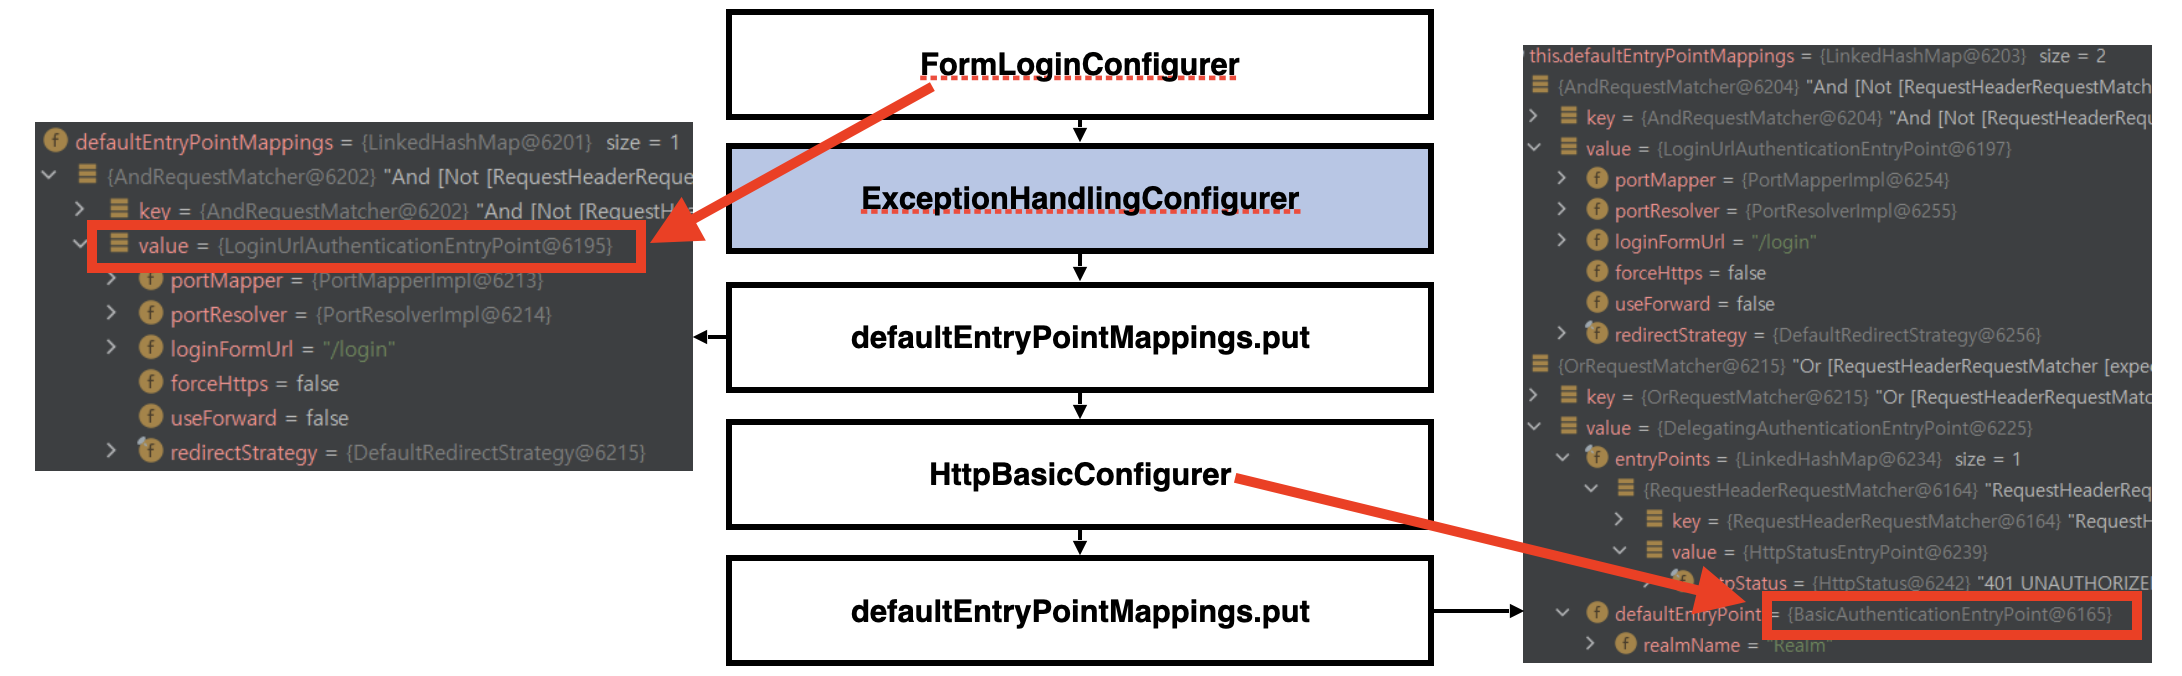 FormLoginConfigurer
ExceptionHandlingConfigurer
defaultEntryPointMappings.put
HttpBasicConfigurer
defaultEntryPointMappings.put
f defaultEntryPointMappings = {LinkedHashMap@6201} size = 1
{AndRequestMatcher@6202} "And [Not [RequestHeaderReque
key = {AndRequestMatcher@6202} "And [Not [RequestH
value = {LoginUrlAuthenticationEntryPoint@6195}
f portMapper = {PortMapperImpl@6213}
f portResolver = {PortResolverImpl@6214}
f loginFormUrl = "/login"
f forceHttps = false
f useForward = false
f redirectStrategy = {DefaultRedirectStrategy@6215}
this.defaultEntryPointMappings = {LinkedHashMap@6203} size = 2
{AndRequestMatcher@6204} "And [Not [RequestHeaderRequestMatch
key = {AndRequestMatcher@6204} "And [Not [RequestHeaderRequ
value = {LoginUrlAuthenticationEntryPoint@6197}
f portMapper = {PortMapperImpl@6254}
f portResolver = {PortResolverImpl@6255}
f loginFormUrl = "/login"
f forceHttps = false
f useForward = false
f redirectStrategy = {DefaultRedirectStrategy@6256}
{OrRequestMatcher@6215} "Or [RequestHeaderRequestMatcher [expe
key = {OrRequestMatcher@6215} "Or [RequestHeaderRequestMatc
value = {DelegatingAuthenticationEntryPoint@6225}
f entryPoints = {LinkedHashMap@6234} size = 1
{RequestHeaderRequestMatcher@6164} "RequestHeaderReq
key = {RequestHeaderRequestMatcher@6164} "RequestH
value = {HttpStatusEntryPoint@6239}
tpStatus = {HttpStatus@6242} "401 UNAUTHORIZE
f defaultEntryPoint = {BasicAuthenticationEntryPoint@6165}
f realmName = "Realm"